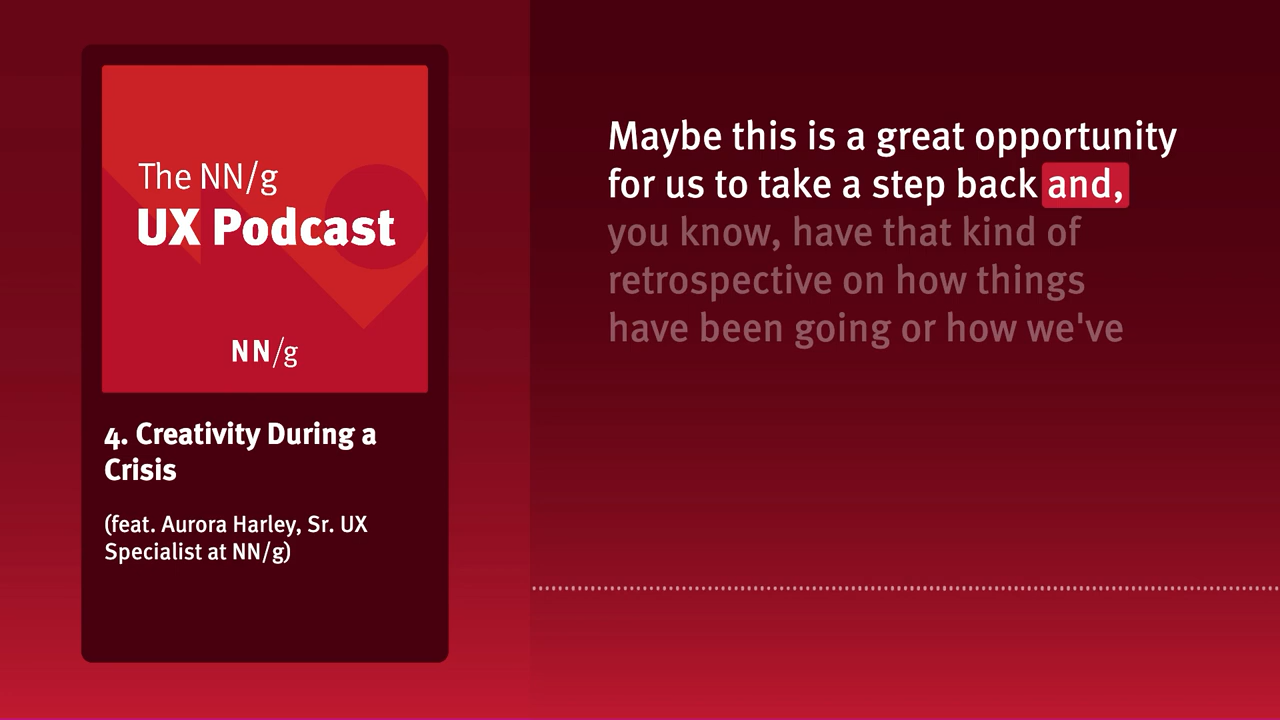 The NN/g
UX Podcast
NN/g
4. Creativity During a
Crisis
(feat. Aurora Harley, Sr. UX
Specialist at NN/g)
Maybe this is a great opportunity
for us to take a step back and,
you know, have that kind of
retrospective on how things
have been going or how we've